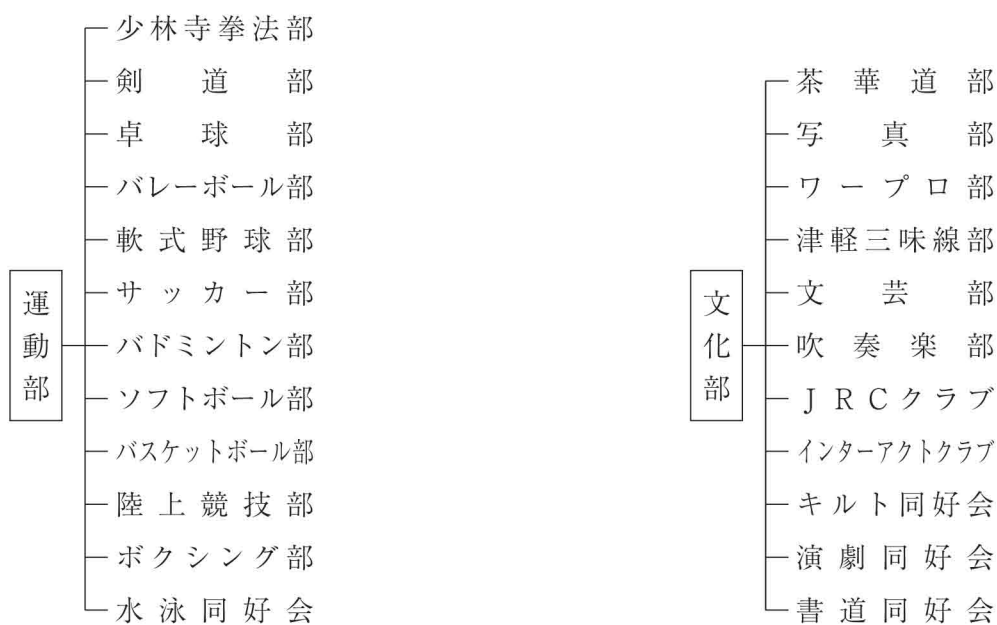 運動部
少林寺拳法部
剣道部
卓球部
バレーボール部
軟式野球部
サッカー部
バドミントン部
ソフトボール部
バスケットボール部
陸上競技部
ボクシング部
水泳同好会
文化部
茶華道部
写真部
ワープロ部
津軽三味線部
文芸部
吹奏楽部
JRCクラブ
インターアクトクラブ
キルト同好会
演劇同好会
書道同好会